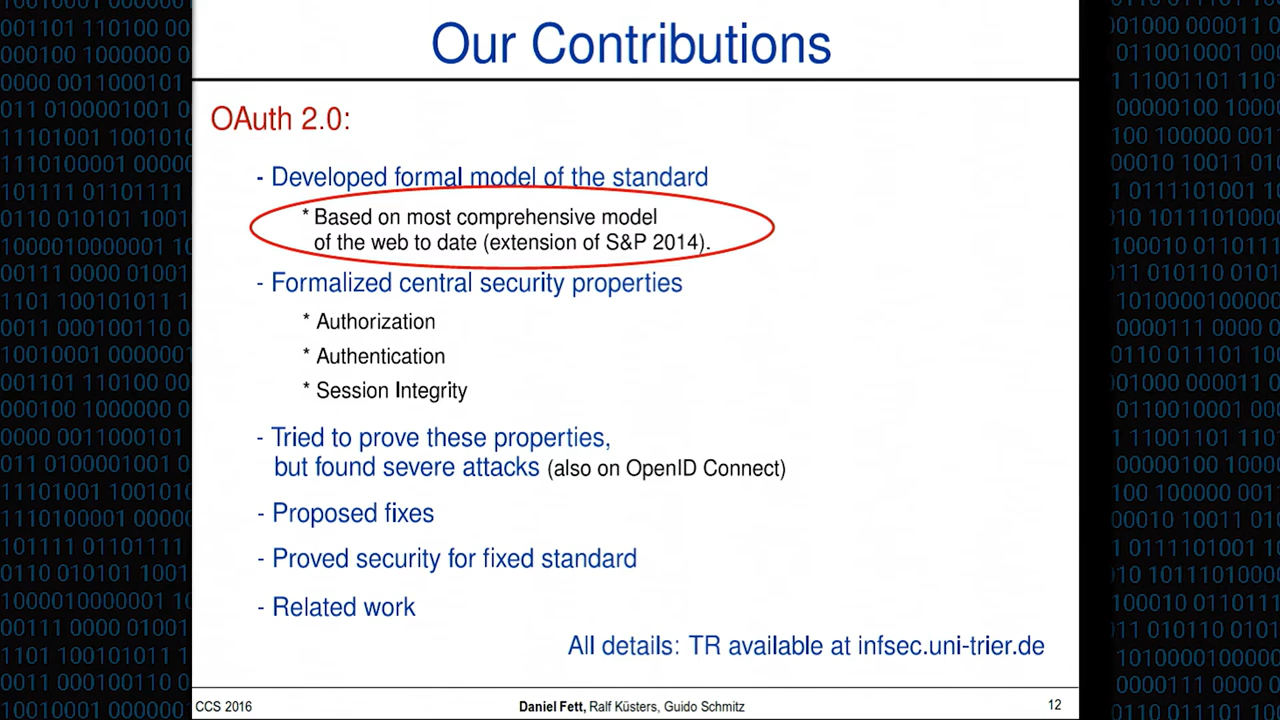 Our Contributions
OAuth 2.0:
- Developed formal model of the standard
* Based on most comprehensive model
of the web to date (extension of S&P 2014).
- Formalized central security properties
* Authorization
* Authentication
* Session Integrity
- Tried to prove these properties,
but found severe attacks (also on OpenID Connect)
- Proposed fixes
- Proved security for fixed standard
- Related work
All details: TR available at infsec.uni-trier.de
CCS 2016
Daniel Fett, Ralf Küsters, Guido Schmitz
12